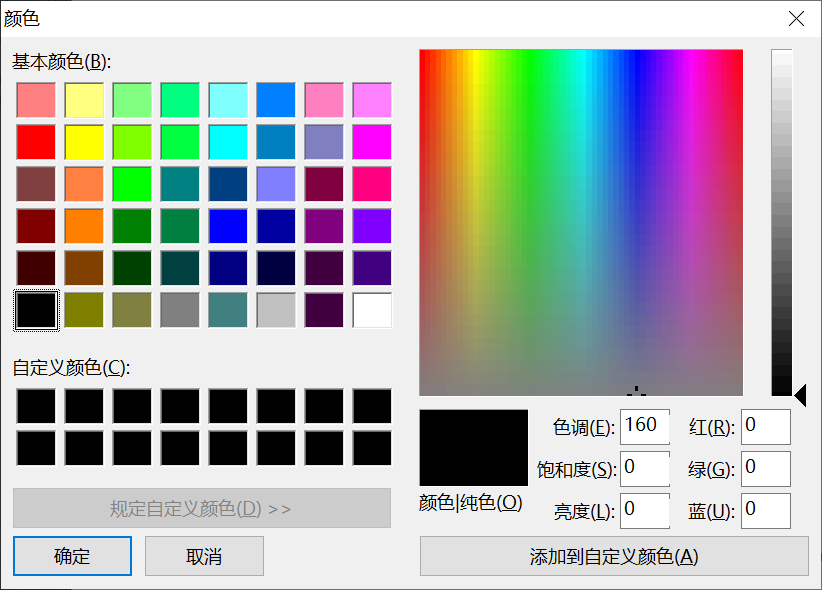 颜色
基本颜色(B):
自定义颜色(C):
规定自定义颜色(D) >>
确定
取消
颜色|纯色(O)
色调(E): 160
红(R): 0
饱和度(S): 0
绿(G): 0
亮度(L): 0
蓝(U): 0
添加到自定义颜色(A)